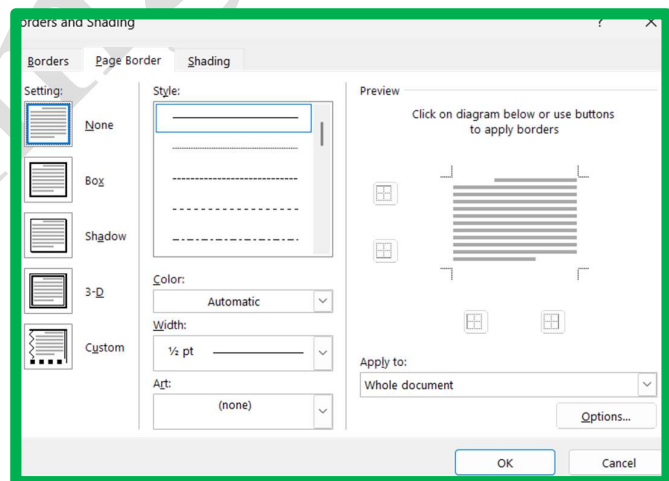 orders and Shading ? ×
Borders Page Border Shading
Setting:
None
Box
Shadow
3-D
Custom
Style:
Color:
Automatic
Width:
½ pt
Art:
(none)
Preview
Click on diagram below or use buttons
to apply borders
Apply to:
Whole document
Options...
OK Cancel